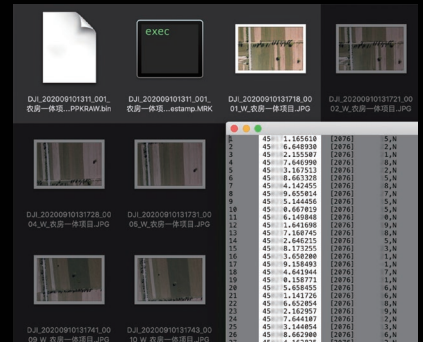 exec
DJI_202009101311_001_
农房一体项...PPKRAW.bin
DJI_202009101311_001_
农房一体项...estamp.MRK
DJI_20200910131718_00
01_W_农房一体项目.JPG
DJI_20200910131721_00
02_W_农房一体项目.JPG
DJI_20200910131728_00
04_W_农房一体项目.JPG
DJI_20200910131731_00
05_W_农房一体项目.JPG
DJI_20200910131741_00
09_W_农房一体项目.JPG
DJI_20200910131743_00
10_W_农房一体项目.JPG
45 1.165610 [2076] 5,N
2 45 6.648930 [2076] 2,N
3 45 2.155507 [2076] 1,N
4 45 7.646990 [2076] 8,N
5 45 3.167513 [2076] 2,N
6 45 8.663328 [2076] 5,N
7 45 4.142455 [2076] 8,N
8 45 9.655014 [2076] 7,N
9 45 5.144456 [2076] 5,N
10 45 0.667019 [2076] 5,N
11 45 6.149848 [2076] 0,N
12 45 1.641698 [2076] 9,N
13 45 7.160745 [2076] 8,N
14 45 2.646215 [2076] 5,N
15 45 8.173255 [2076] 3,N
16 45 3.650200 [2076] 1,N
17 45 9.158493 [2076] 1,N
18 45 4.641944 [2076] 7,N
19 45 0.158771 [2076] 1,N
20 45 5.658455 [2076] 6,N
21 45 1.141726 [2076] 6,N
22 45 6.652054 [2076] 8,N
23 45 2.162957 [2076] 9,N
24 45 7.644107 [2076] 2,N
25 45 3.144054 [2076] 3,N
26 45 8.662900 [2076] 6,N